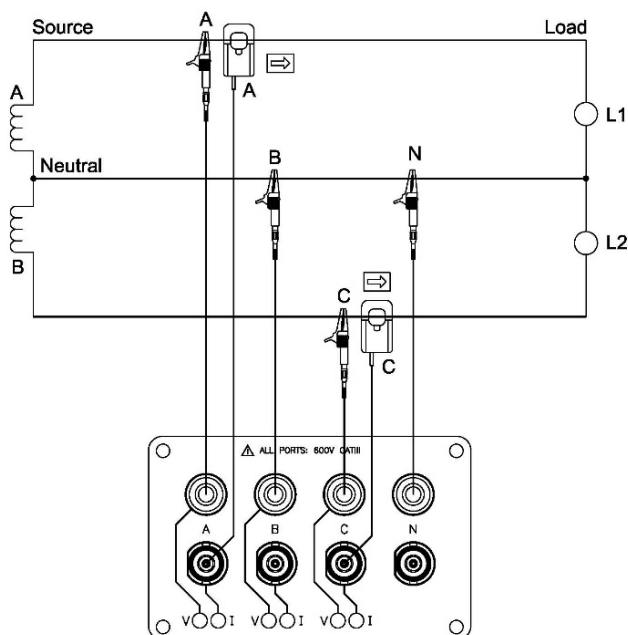 A
Source
Load
A
A
L1
Neutral
B
N
B
L2
C
C
⚠ ALL PORTS: 600V CATIII
A B C N
V I V I V I